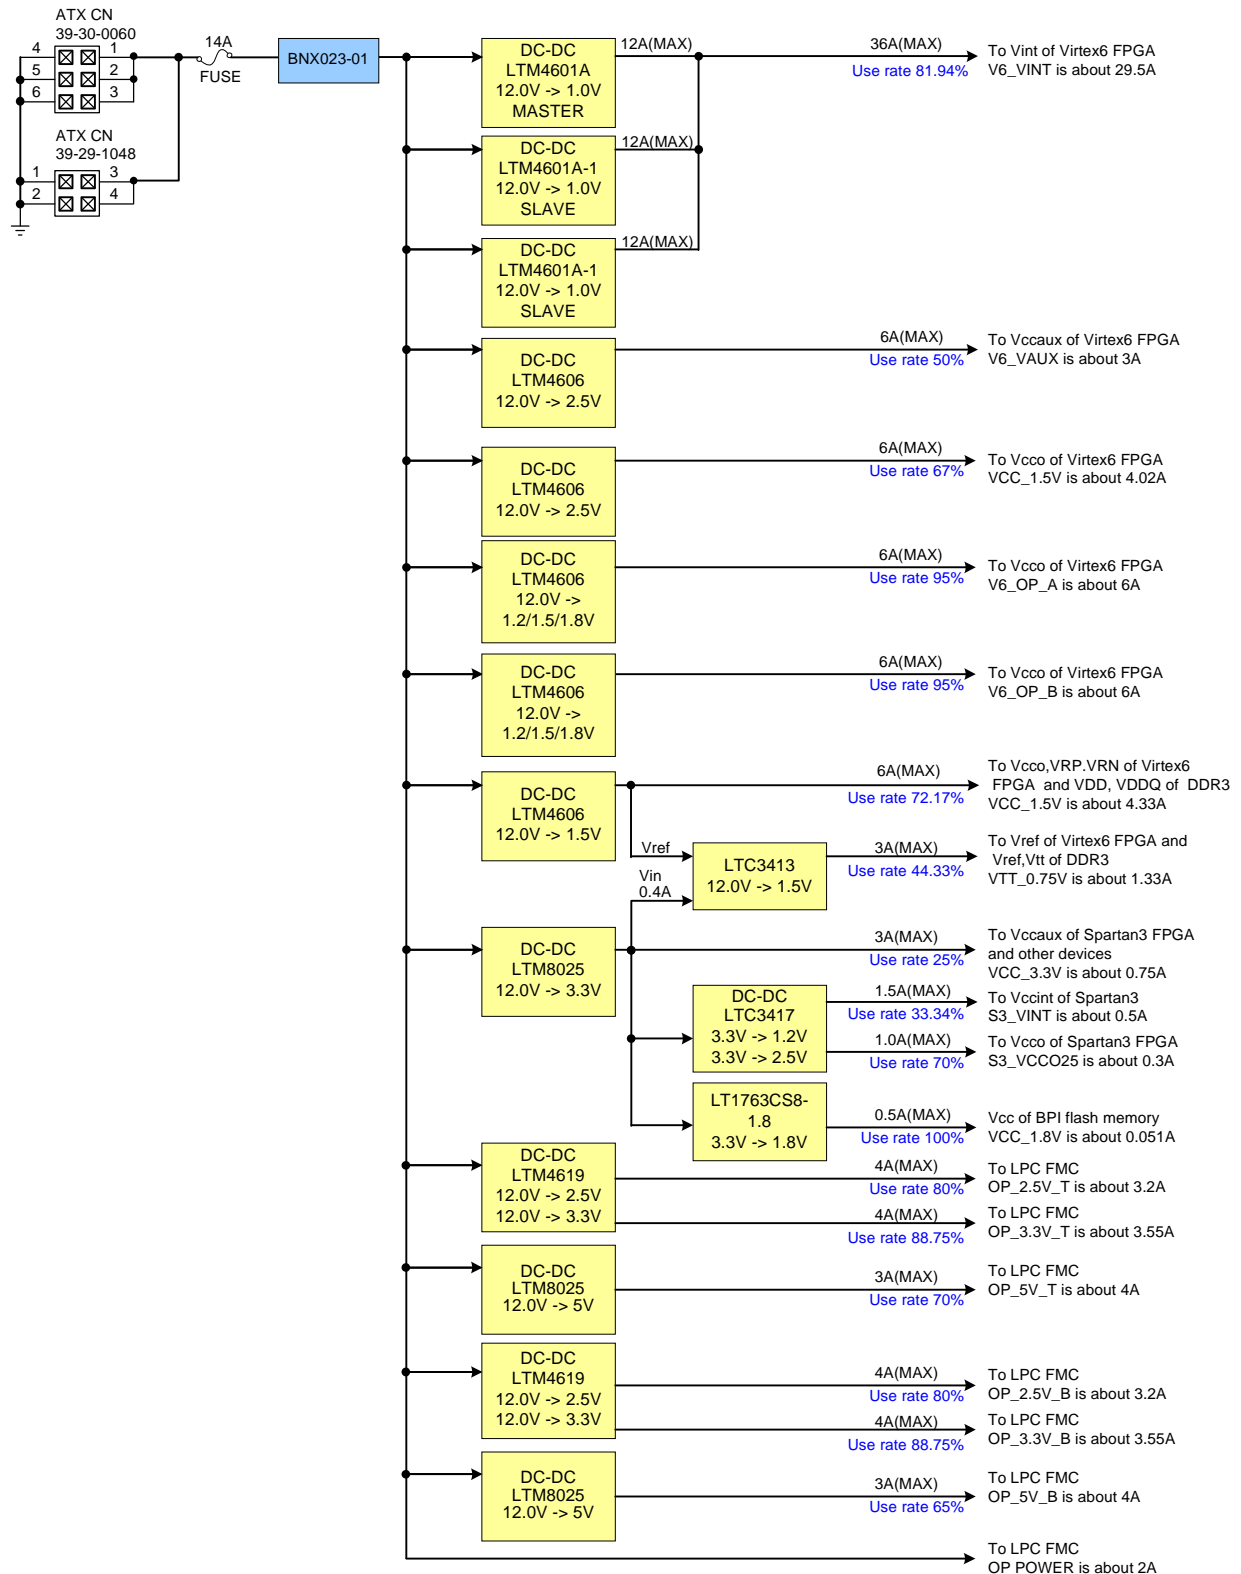 ATX CN
39-30-0060
4 1
5 2
6 3
ATX CN
39-29-1048
1 3
2 4
14A
FUSE
BNX023-01
DC-DC
LTM4601A
12.0V -> 1.0V
MASTER
12A(MAX)
36A(MAX)
Use rate 81.94%
To Vint of Virtex6 FPGA
V6_VINT is about 29.5A
DC-DC
LTM4601A-1
12.0V -> 1.0V
SLAVE
12A(MAX)
DC-DC
LTM4601A-1
12.0V -> 1.0V
SLAVE
12A(MAX)
DC-DC
LTM4606
12.0V -> 2.5V
6A(MAX)
Use rate 50%
To Vccaux of Virtex6 FPGA
V6_VAUX is about 3A
DC-DC
LTM4606
12.0V -> 2.5V
6A(MAX)
Use rate 67%
To Vcco of Virtex6 FPGA
VCC_1.5V is about 4.02A
DC-DC
LTM4606
12.0V ->
1.2/1.5/1.8V
6A(MAX)
Use rate 95%
To Vcco of Virtex6 FPGA
V6_OP_A is about 6A
DC-DC
LTM4606
12.0V ->
1.2/1.5/1.8V
6A(MAX)
Use rate 95%
To Vcco of Virtex6 FPGA
V6_OP_B is about 6A
DC-DC
LTM4606
12.0V -> 1.5V
6A(MAX)
Use rate 72.17%
To Vcco,VRP.VRN of Virtex6
FPGA and VDD, VDDQ of DDR3
VCC_1.5V is about 4.33A
Vref
Vin
0.4A
LTC3413
12.0V -> 1.5V
3A(MAX)
Use rate 44.33%
To Vref of Virtex6 FPGA and
Vref,Vtt of DDR3
VTT_0.75V is about 1.33A
DC-DC
LTM8025
12.0V -> 3.3V
3A(MAX)
Use rate 25%
To Vccaux of Spartan3 FPGA
and other devices
VCC_3.3V is about 0.75A
DC-DC
LTC3417
3.3V -> 1.2V
3.3V -> 2.5V
1.5A(MAX)
Use rate 33.34%
To Vccint of Spartan3
S3_VINT is about 0.5A
1.0A(MAX)
Use rate 70%
To Vcco of Spartan3 FPGA
S3_VCCO25 is about 0.3A
LT1763CS8-
1.8
3.3V -> 1.8V
0.5A(MAX)
Use rate 100%
Vcc of BPI flash memory
VCC_1.8V is about 0.051A
DC-DC
LTM4619
12.0V -> 2.5V
12.0V -> 3.3V
4A(MAX)
Use rate 80%
To LPC FMC
OP_2.5V_T is about 3.2A
4A(MAX)
Use rate 88.75%
To LPC FMC
OP_3.3V_T is about 3.55A
DC-DC
LTM8025
12.0V -> 5V
3A(MAX)
Use rate 70%
To LPC FMC
OP_5V_T is about 4A
DC-DC
LTM4619
12.0V -> 2.5V
12.0V -> 3.3V
4A(MAX)
Use rate 80%
To LPC FMC
OP_2.5V_B is about 3.2A
4A(MAX)
Use rate 88.75%
To LPC FMC
OP_3.3V_B is about 3.55A
DC-DC
LTM8025
12.0V -> 5V
3A(MAX)
Use rate 65%
To LPC FMC
OP_5V_B is about 4A
To LPC FMC
OP POWER is about 2A